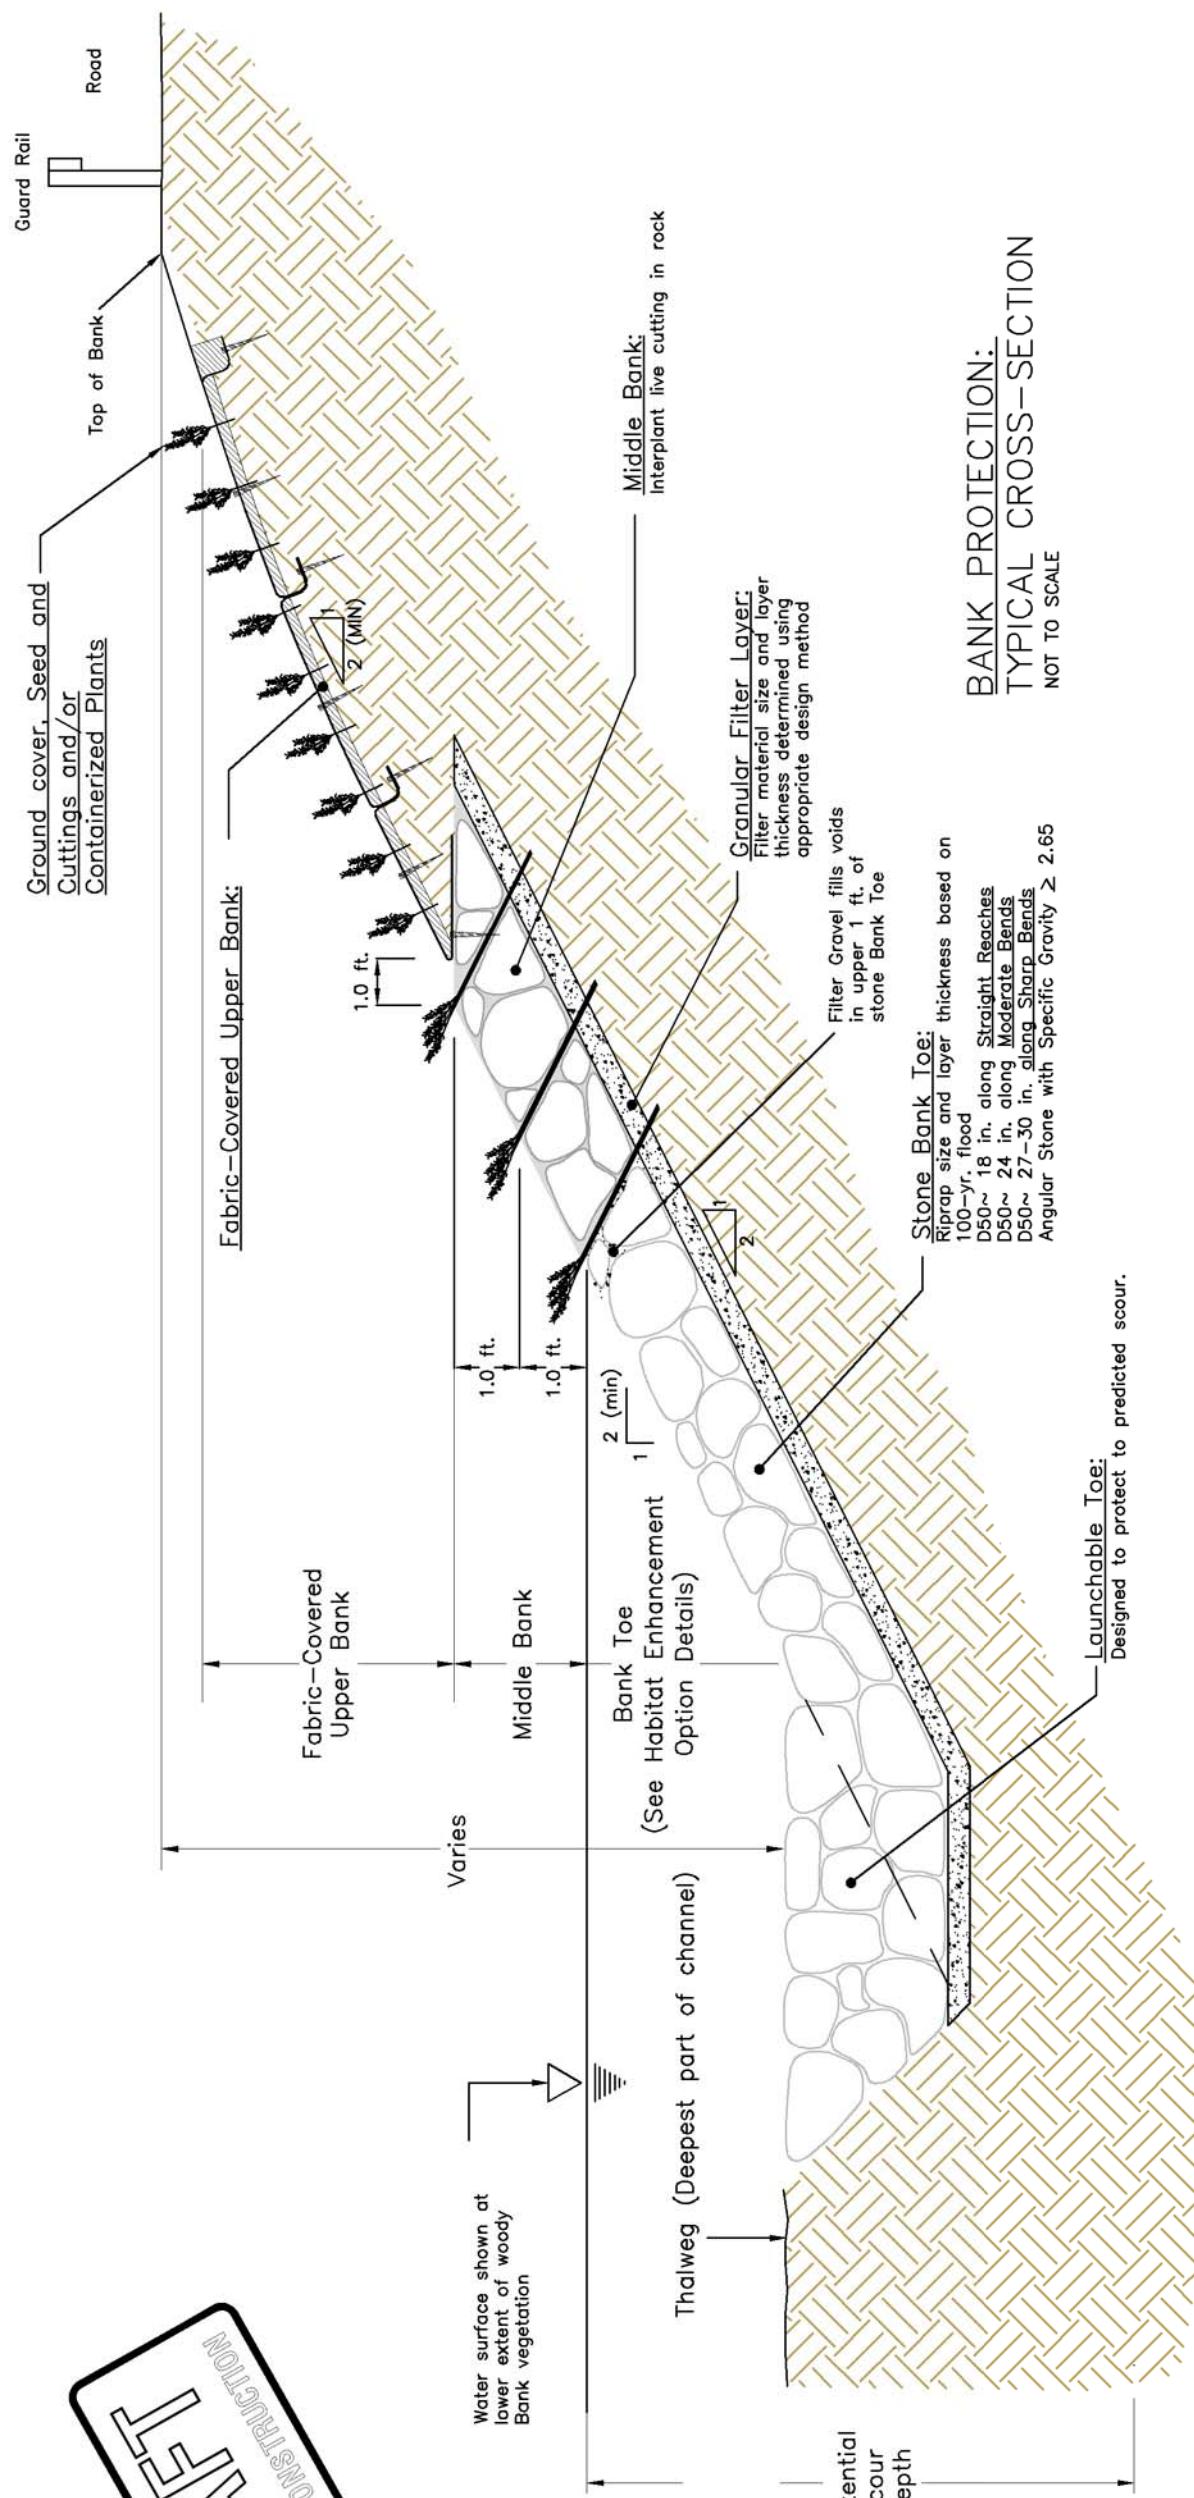 Guard Rail
Road
Top of Bank
Ground cover, Seed and
Cuttings and/or
Containerized Plants
Fabric-Covered Upper Bank:
1
2 (MIN)
1.0 ft.
Middle Bank:
Interplant live cutting in rock
Granular Filter Layer:
Filter material size and layer
thickness determined using
appropriate design method
Filter Gravel fills voids
in upper 1 ft. of
stone Bank Toe
Stone Bank Toe:
Riprap size and layer thickness based on
100-yr. flood
D50~ 18 in. along Straight Reaches
D50~ 24 in. along Moderate Bends
D50~ 27-30 in. along Sharp Bends
Angular Stone with Specific Gravity ≥ 2.65
1
2
Launchable Toe:
Designed to protect to predicted scour.
1.0 ft.
1.0 ft.
2 (min)
1
Fabric-Covered
Upper Bank
Middle Bank
Bank Toe
(See Habitat Enhancement
Option Details)
Varies
Water surface shown at
lower extent of woody
Bank vegetation
Thalweg (Deepest part of channel)
BANK PROTECTION:
TYPICAL CROSS-SECTION
NOT TO SCALE